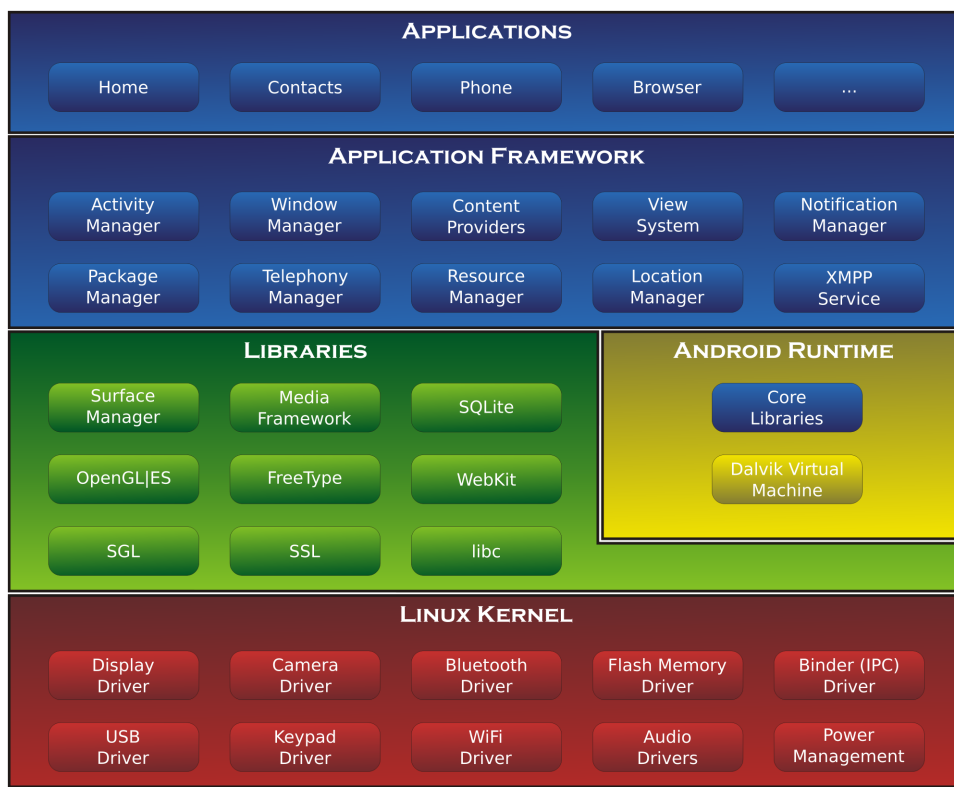 APPLICATIONS
Home
Contacts
Phone
Browser
...
APPLICATION FRAMEWORK
Activity
Manager
Window
Manager
Content
Providers
View
System
Notification
Manager
Package
Manager
Telephony
Manager
Resource
Manager
Location
Manager
XMPP
Service
LIBRARIES
Surface
Manager
Media
Framework
SQLite
OpenGL|ES
FreeType
WebKit
SGL
SSL
libc
ANDROID RUNTIME
Core
Libraries
Dalvik Virtual
Machine
LINUX KERNEL
Display
Driver
Camera
Driver
Bluetooth
Driver
Flash Memory
Driver
Binder (IPC)
Driver
USB
Driver
Keypad
Driver
WiFi
Driver
Audio
Drivers
Power
Management